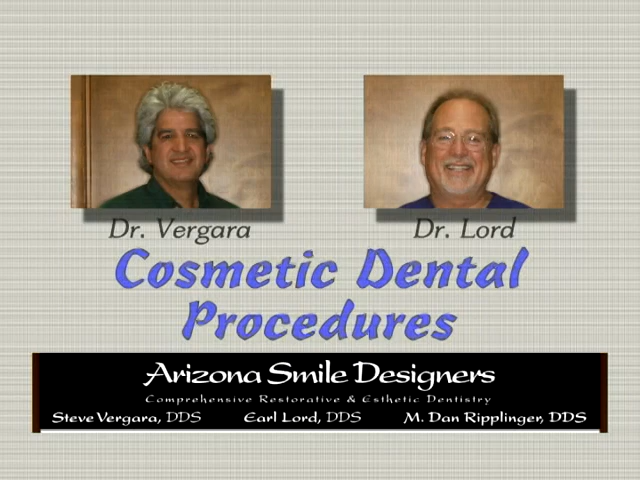 Dr. Vergara Dr. Lord
Cosmetic Dental
Procedures
Arizona Smile Designers
Comprehensive Restorative & Esthetic Dentistry
Steve Vergara, DDS Earl Lord, DDS M. Dan Ripplinger, DDS